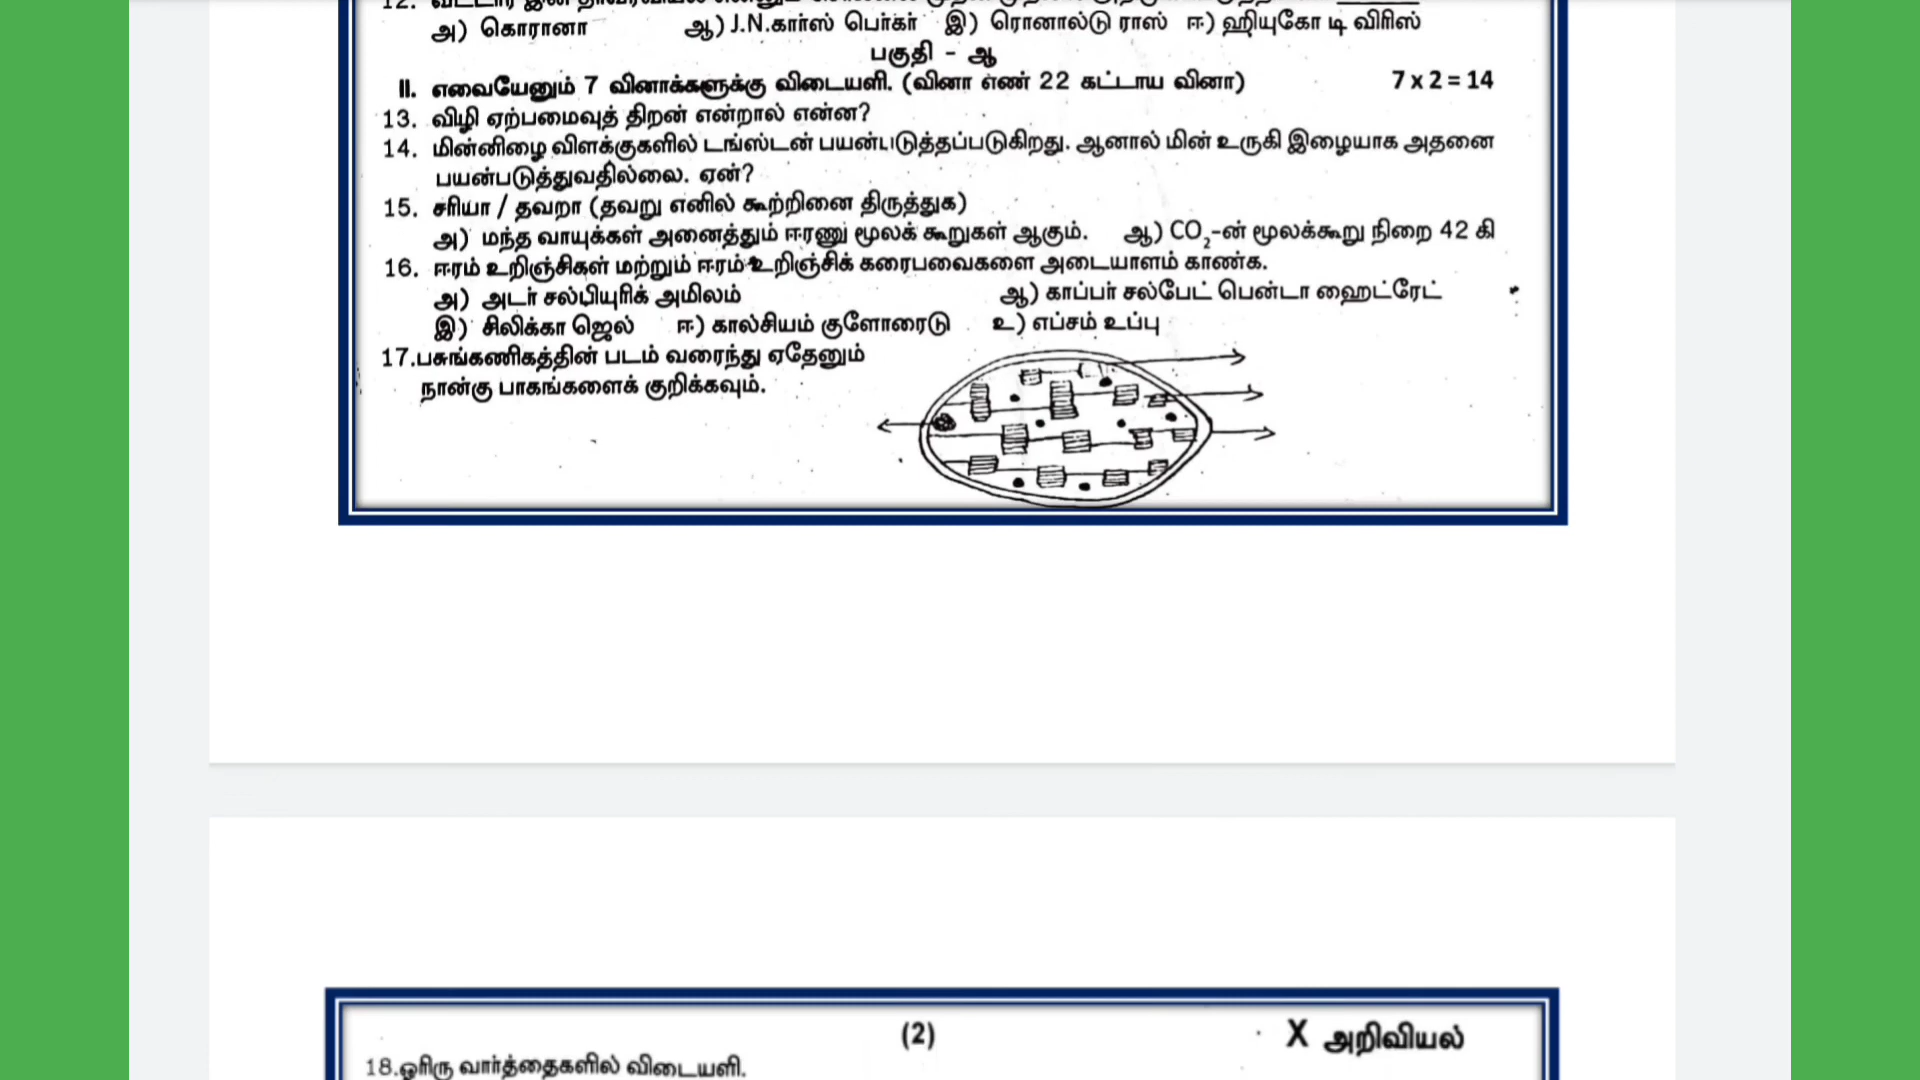 அ) கொரானா ஆ) J.N.கார்ஸ் பெர்கர் இ) ரொனால்டு ராஸ் ஈ) ஹியுகோ டி விரிஸ்
பகுதி - ஆ
II. எவையேனும் 7 வினாக்களுக்கு விடையளி. (வினா எண் 22 கட்டாய வினா) 7 x 2 = 14
13. விழி ஏற்பமைவுத் திறன் என்றால் என்ன?
14. மின்னிழை விளக்குகளில் டங்ஸ்டன் பயன்படுத்தப்படுகிறது. ஆனால் மின் உருகி இழையாக அதனை
பயன்படுத்துவதில்லை. ஏன்?
15. சரியா / தவறா (தவறு எனில் கூற்றினை திருத்துக)
அ) மந்த வாயுக்கள் அனைத்தும் ஈரணு மூலக் கூறுகள் ஆகும். ஆ) CO₂-ன் மூலக்கூறு நிறை 42 கி
16. ஈரம் உறிஞ்சிகள் மற்றும் ஈரம் உறிஞ்சிக் கரைபவைகளை அடையாளம் காண்க.
அ) அடர் சல்பியுரிக் அமிலம் ஆ) காப்பர் சல்பேட் பென்டா ஹைட்ரேட்
இ) சிலிக்கா ஜெல் ஈ) கால்சியம் குளோரைடு உ) எப்சம் உப்பு
17.பசுங்கணிகத்தின் படம் வரைந்து ஏதேனும்
நான்கு பாகங்களைக் குறிக்கவும்.
(2) X அறிவியல்
18.ஓரிரு வார்த்தைகளில் விடையளி.